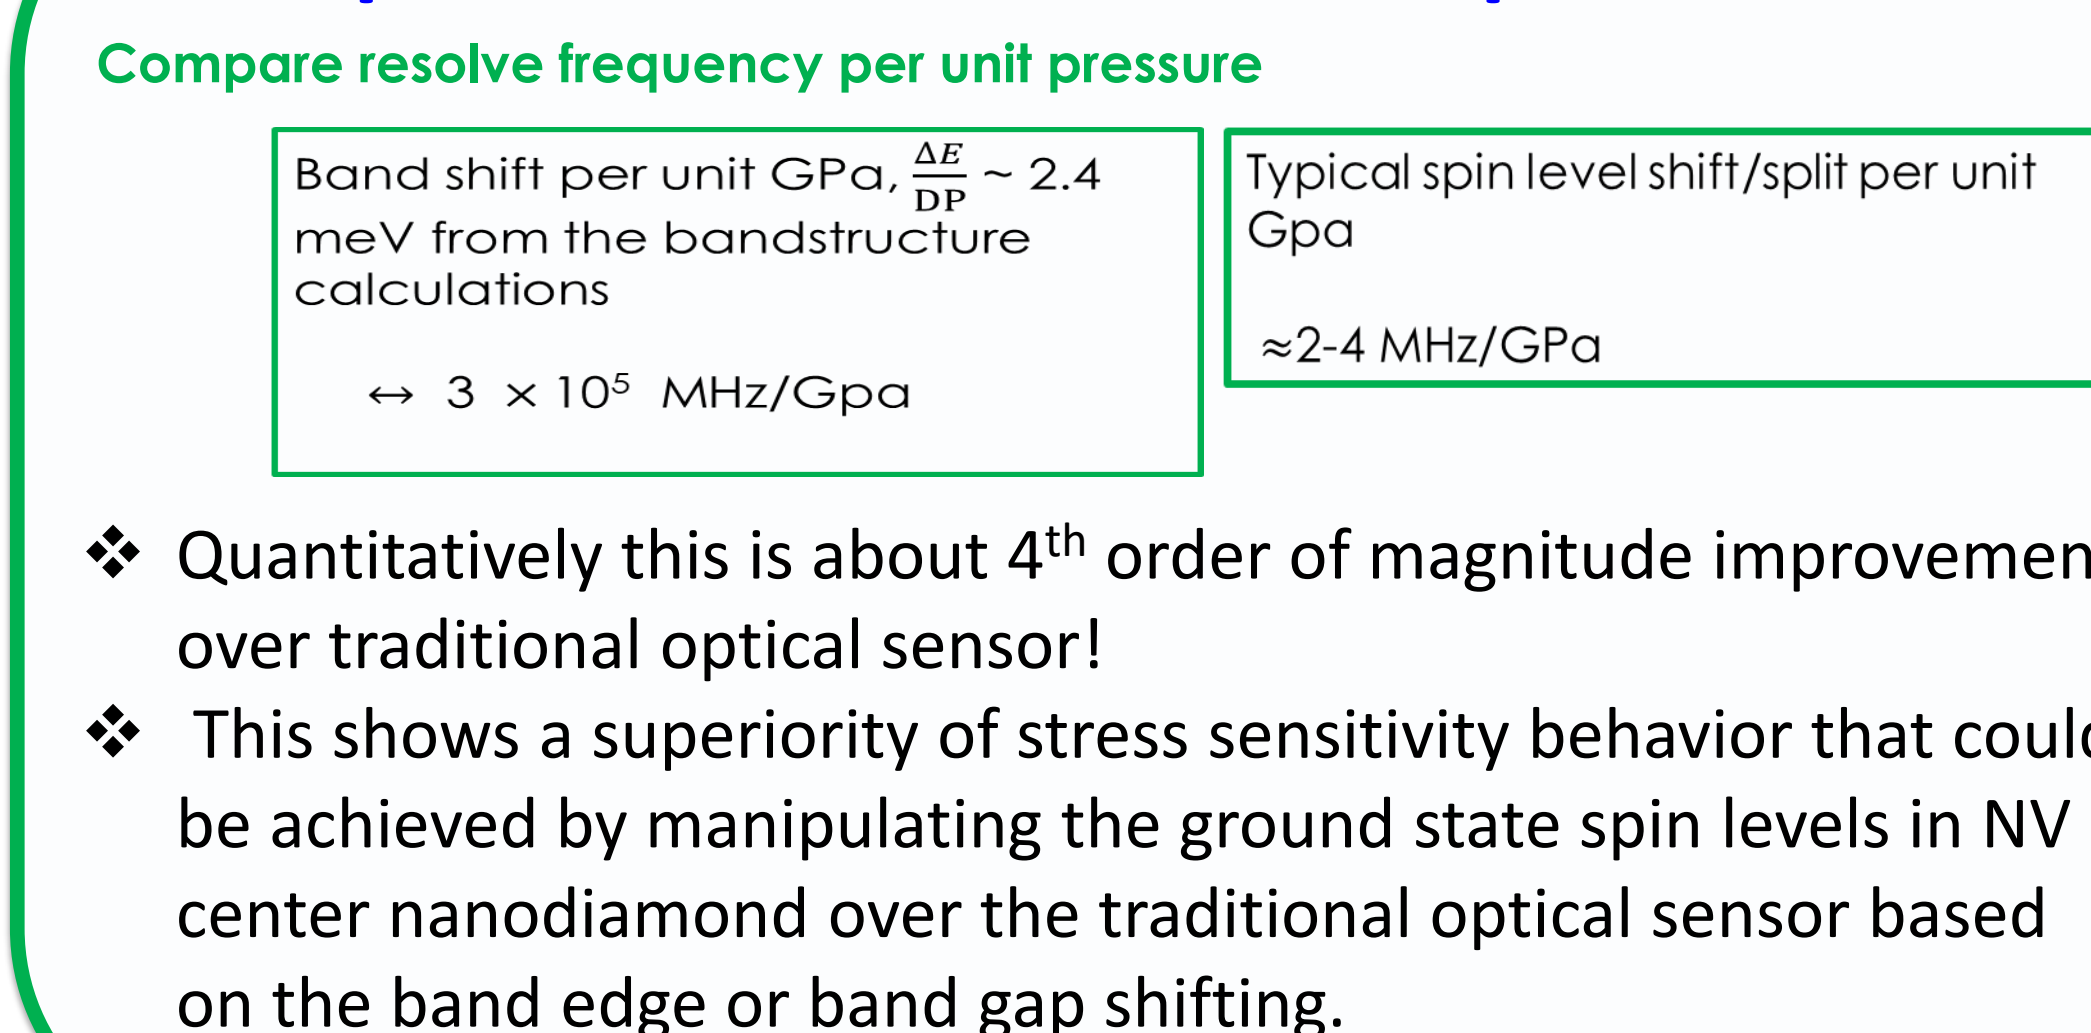 Compare resolve frequency per unit pressure
Band shift per unit GPa, ΔE/DP ~ 2.4
meV from the bandstructure
calculations
↔ 3 × 10⁵ MHz/Gpa
Typical spin level shift/split per unit
Gpa
≈2-4 MHz/GPa
❖ Quantitatively this is about 4ᵗʰ order of magnitude improvemen
over traditional optical sensor!
❖ This shows a superiority of stress sensitivity behavior that could
be achieved by manipulating the ground state spin levels in NV
center nanodiamond over the traditional optical sensor based
on the band edge or band gap shifting.